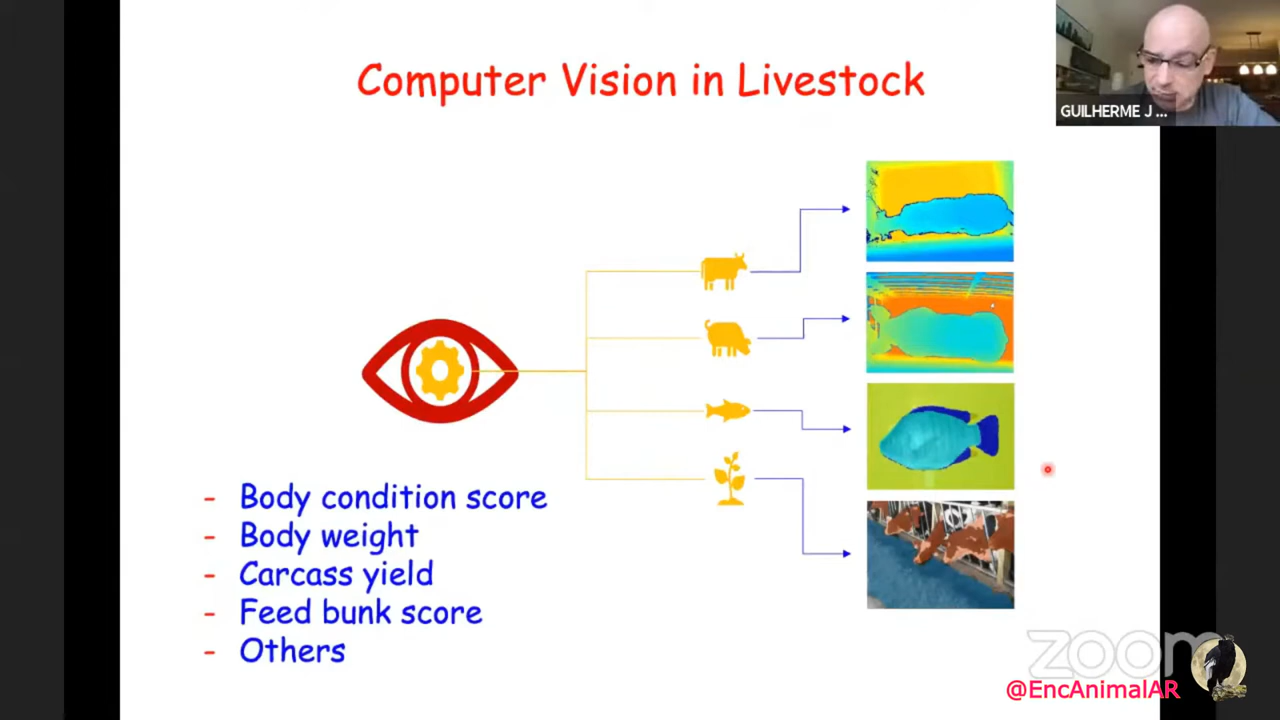 Computer Vision in Livestock
GUILHERME J ...
- Body condition score
- Body weight
- Carcass yield
- Feed bunk score
- Others
zoom
@EncAnimalAR